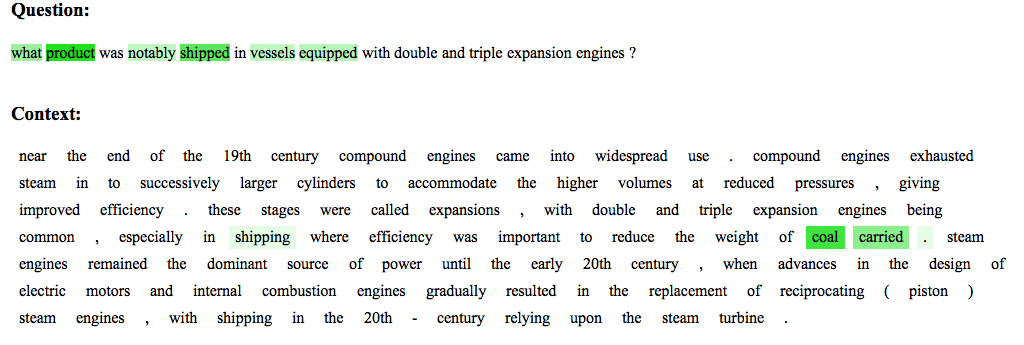 Question:
what product was notably shipped in vessels equipped with double and triple expansion engines ?
Context:
near the end of the 19th century compound engines came into widespread use . compound engines exhausted
steam in to successively larger cylinders to accommodate the higher volumes at reduced pressures , giving
improved efficiency . these stages were called expansions , with double and triple expansion engines being
common , especially in shipping where efficiency was important to reduce the weight of coal carried . steam
engines remained the dominant source of power until the early 20th century , when advances in the design of
electric motors and internal combustion engines gradually resulted in the replacement of reciprocating ( piston )
steam engines , with shipping in the 20th - century relying upon the steam turbine .